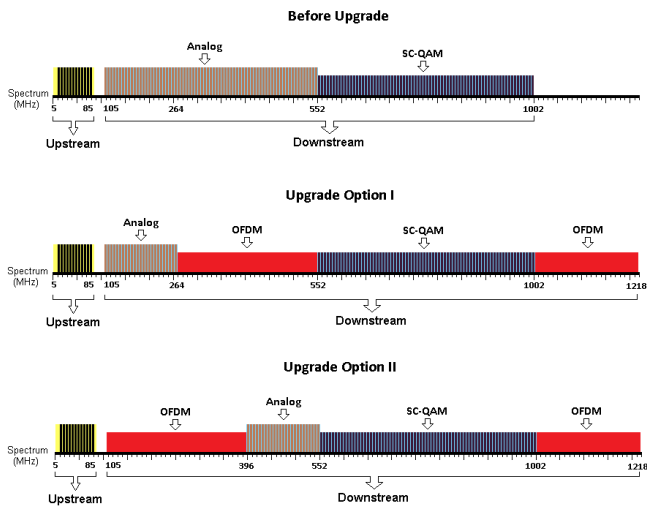 Before Upgrade
Analog
SC-QAM
Spectrum
(MHz)
5 85 105 264 552 1002
Upstream
Downstream
Upgrade Option I
Analog
OFDM
SC-QAM
OFDM
Spectrum
(MHz)
5 85 105 264 552 1002 1218
Upstream
Downstream
Upgrade Option II
OFDM
Analog
SC-QAM
OFDM
Spectrum
(MHz)
5 85 105 396 552 1002 1218
Upstream
Downstream